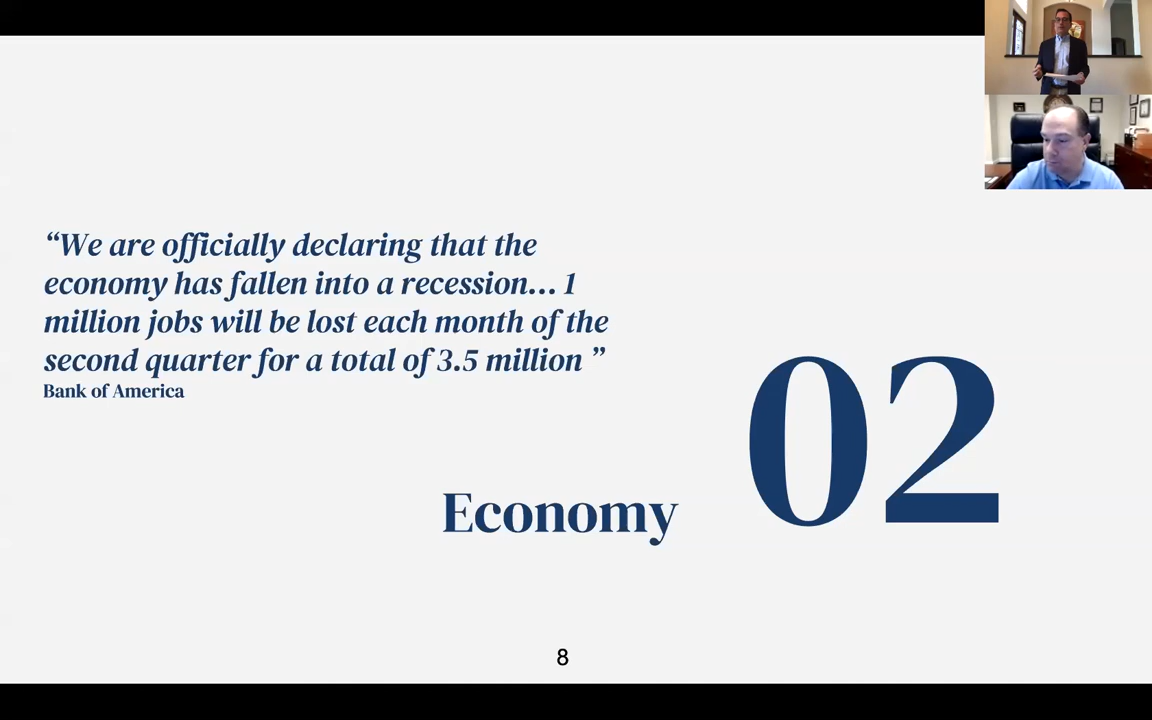 “We are officially declaring that the
economy has fallen into a recession… 1
million jobs will be lost each month of the
second quarter for a total of 3.5 million ”
Bank of America
Economy
02
8